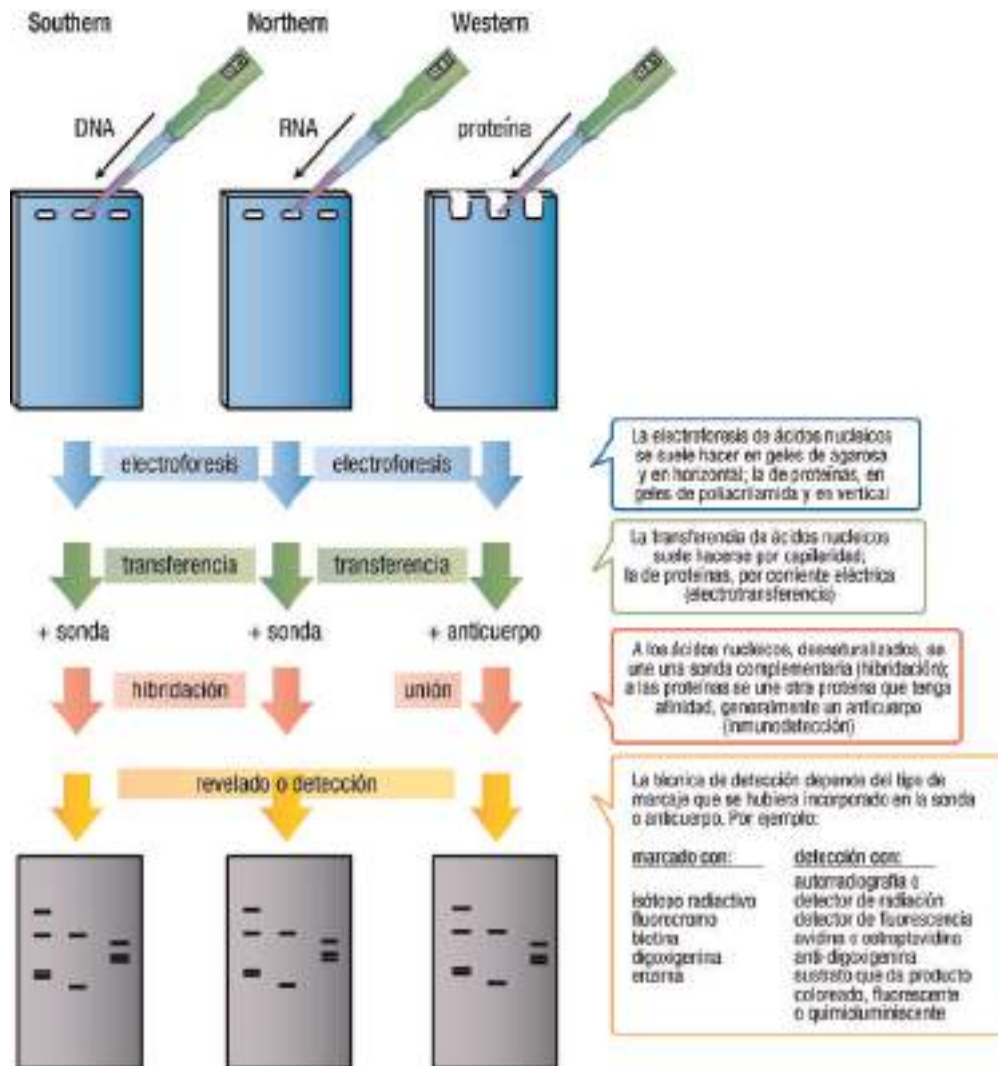 Southern
Northern
Western
DNA
RNA
proteína
electroforesis
electroforesis
La electroforesis de ácidos nucleicos
se suele hacer en geles de agarosa
y en horizontal; la de proteínas, en
geles de poliacrilamida y en vertical
transferencia
transferencia
La transferencia de ácidos nucleicos
suele hacerse por capilaridad;
la de proteínas, por corriente eléctrica
(electrotransferencia)
+ sonda
+ sonda
+ anticuerpo
hibridación
unión
A los ácidos nucleicos, desnaturalizados, se
une una sonda complementaria (hibridación);
a las proteínas se une otra proteína que tenga
afinidad, generalmente un anticuerpo
(inmunodetección)
revelado o detección
La técnica de detección depende del tipo de
marcaje que se hubiera incorporado en la sonda
o anticuerpo. Por ejemplo:
marcado con:
detección con:
autorradiografía o
isótopo radiactivo
detector de radiación
fluorocromo
detector de fluorescencia
biotina
avidina o estreptavidina
digoxigenina
anti-digoxigenina
enzima
sustrato que da producto
coloreado, fluorescente
o quimioluminiscente